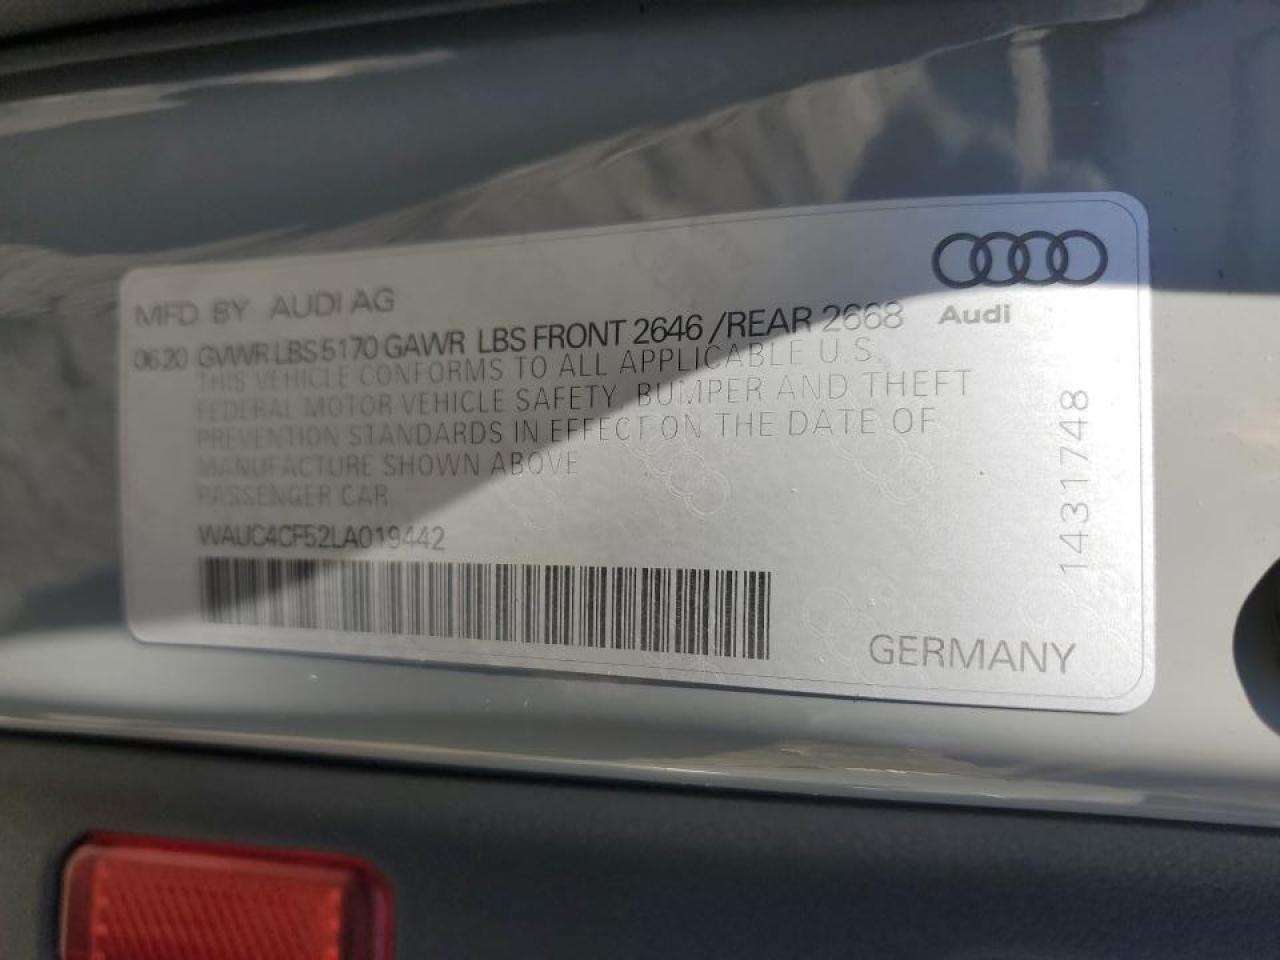 MFD BY AUDI AG
Audi
06.20 GVWR LBS 5170 GAWR LBS FRONT 2646 /REAR 2668
THIS VEHICLE CONFORMS TO ALL APPLICABLE U.S.
FEDERAL MOTOR VEHICLE SAFETY, BUMPER AND THEFT
PREVENTION STANDARDS IN EFFECT ON THE DATE OF
MANUFACTURE SHOWN ABOVE
PASSENGER CAR
WAUC4CF52LA019442
1431748
GERMANY